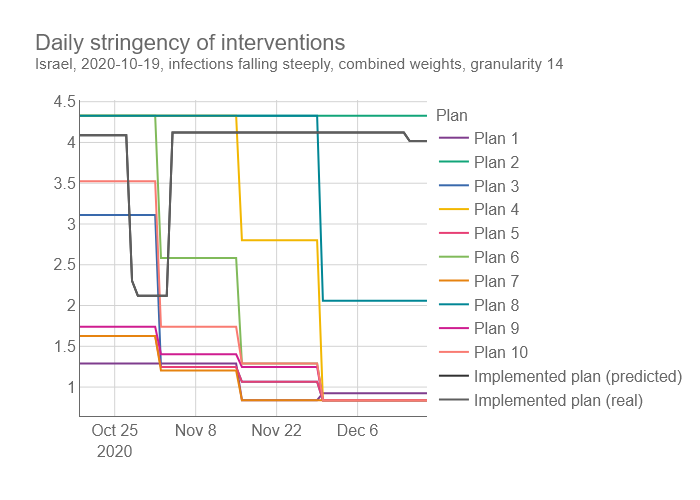 Daily stringency of interventions
Israel, 2020-10-19, infections falling steeply, combined weights, granularity 14
4.5
4
3.5
3
2.5
2
1.5
1
Oct 25
2020
Nov 8
Nov 22
Dec 6
Plan
Plan 1
Plan 2
Plan 3
Plan 4
Plan 5
Plan 6
Plan 7
Plan 8
Plan 9
Plan 10
Implemented plan (predicted)
Implemented plan (real)